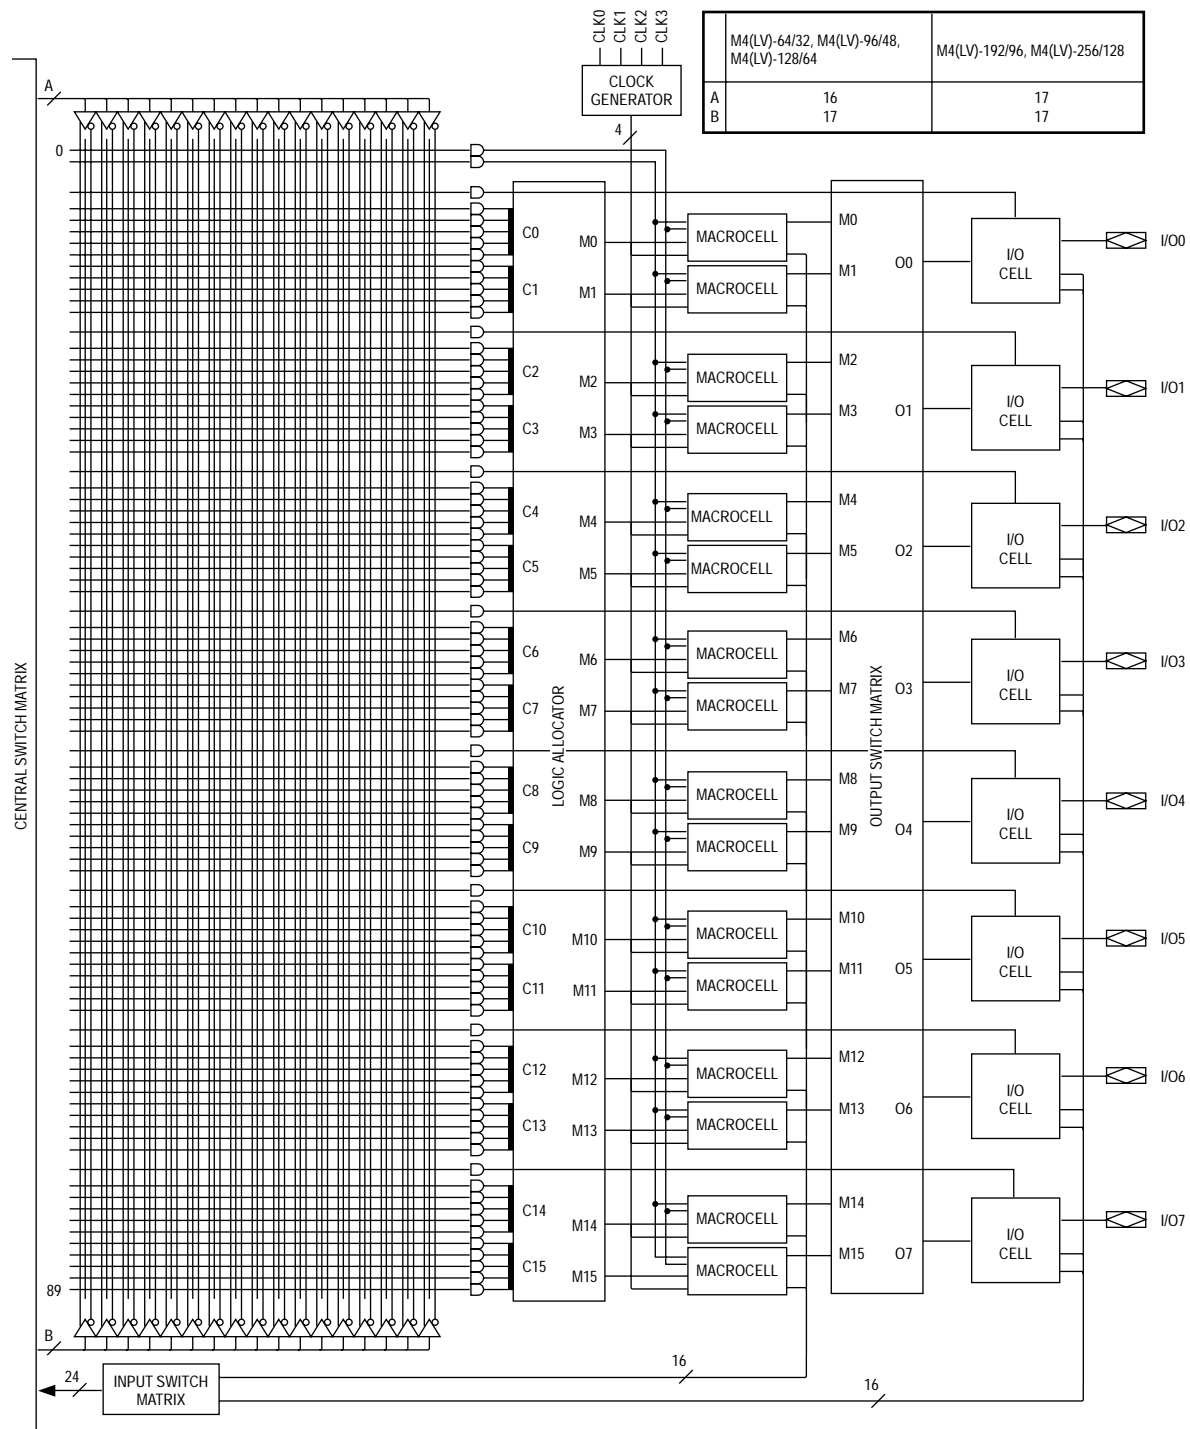 CLK0
CLK1
CLK2
CLK3
M4(LV)-64/32, M4(LV)-96/48,
M4(LV)-128/64
M4(LV)-192/96, M4(LV)-256/128
A 16 17
B 17 17
CLOCK
GENERATOR
4
A
0
CENTRAL SWITCH MATRIX
LOGIC ALLOCATOR
OUTPUT SWITCH MATRIX
C0 M0 MACROCELL M0
O0 I/O CELL I/O0
C1 M1 MACROCELL M1
C2 M2 MACROCELL M2
O1 I/O CELL I/O1
C3 M3 MACROCELL M3
C4 M4 MACROCELL M4
O2 I/O CELL I/O2
C5 M5 MACROCELL M5
C6 M6 MACROCELL M6
O3 I/O CELL I/O3
C7 M7 MACROCELL M7
C8 M8 MACROCELL M8
O4 I/O CELL I/O4
C9 M9 MACROCELL M9
C10 M10 MACROCELL M10
O5 I/O CELL I/O5
C11 M11 MACROCELL M11
C12 M12 MACROCELL M12
O6 I/O CELL I/O6
C13 M13 MACROCELL M13
C14 M14 MACROCELL M14
O7 I/O CELL I/O7
C15 M15 MACROCELL M15
89
B
24
INPUT SWITCH
MATRIX
16
16